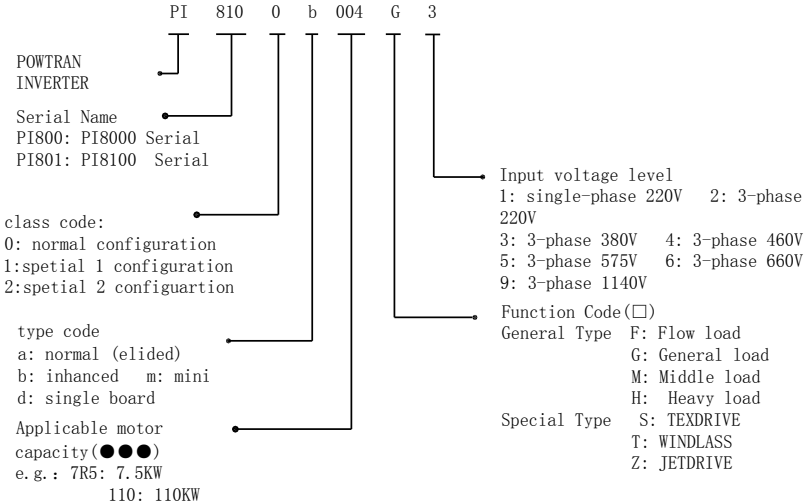 PI 810 0 b 004 G 3
POWTRAN
INVERTER
Serial Name
PI800: PI8000 Serial
PI801: PI8100 Serial
class code:
0: normal configuration
1:spetial 1 configuration
2:spetial 2 configuartion
type code
a: normal (elided)
b: inhanced m: mini
d: single board
Applicable motor
capacity(●●●)
e.g.: 7R5: 7.5KW
110: 110KW
Input voltage level
1: single-phase 220V 2: 3-phase
220V
3: 3-phase 380V 4: 3-phase 460V
5: 3-phase 575V 6: 3-phase 660V
9: 3-phase 1140V
Function Code(□)
General Type F: Flow load
G: General load
M: Middle load
H: Heavy load
Special Type S: TEXDRIVE
T: WINDLASS
Z: JETDRIVE